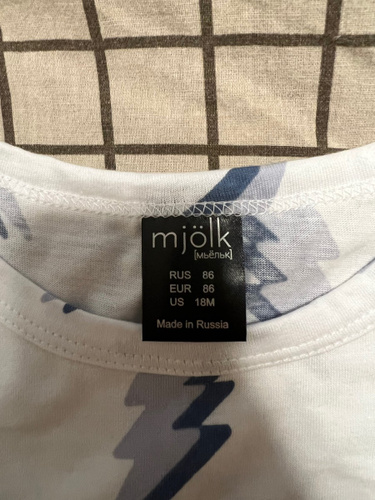 mjölk
[мьёльк]
RUS 86
EUR 86
US 18M
Made in Russia